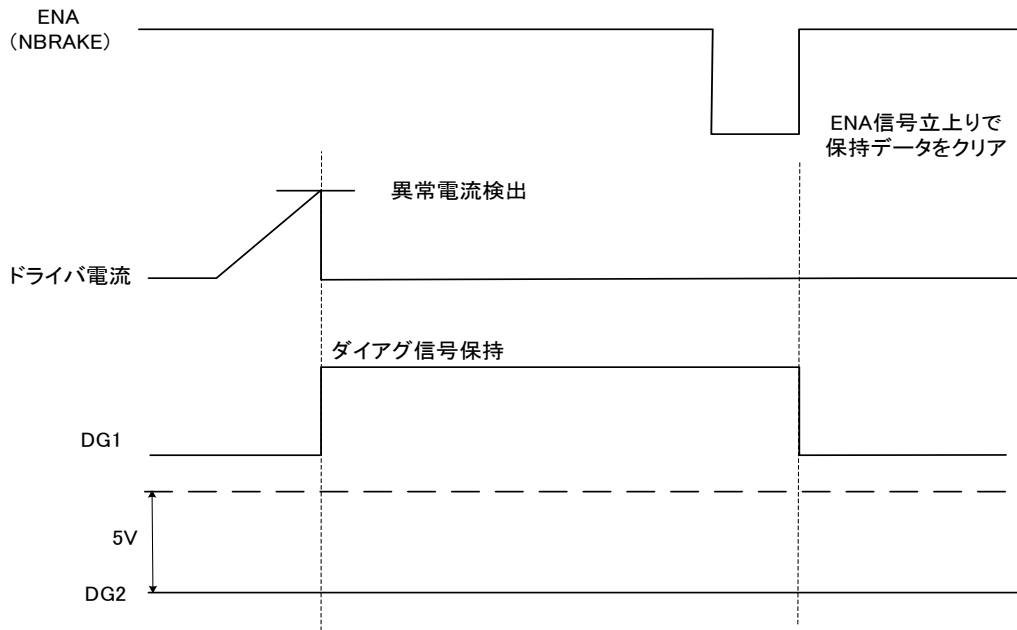 ENA
(NBRAKE)
ENA信号立上りで
保持データをクリア
異常電流検出
ドライバ電流
ダイアグ信号保持
DG1
5V
DG2